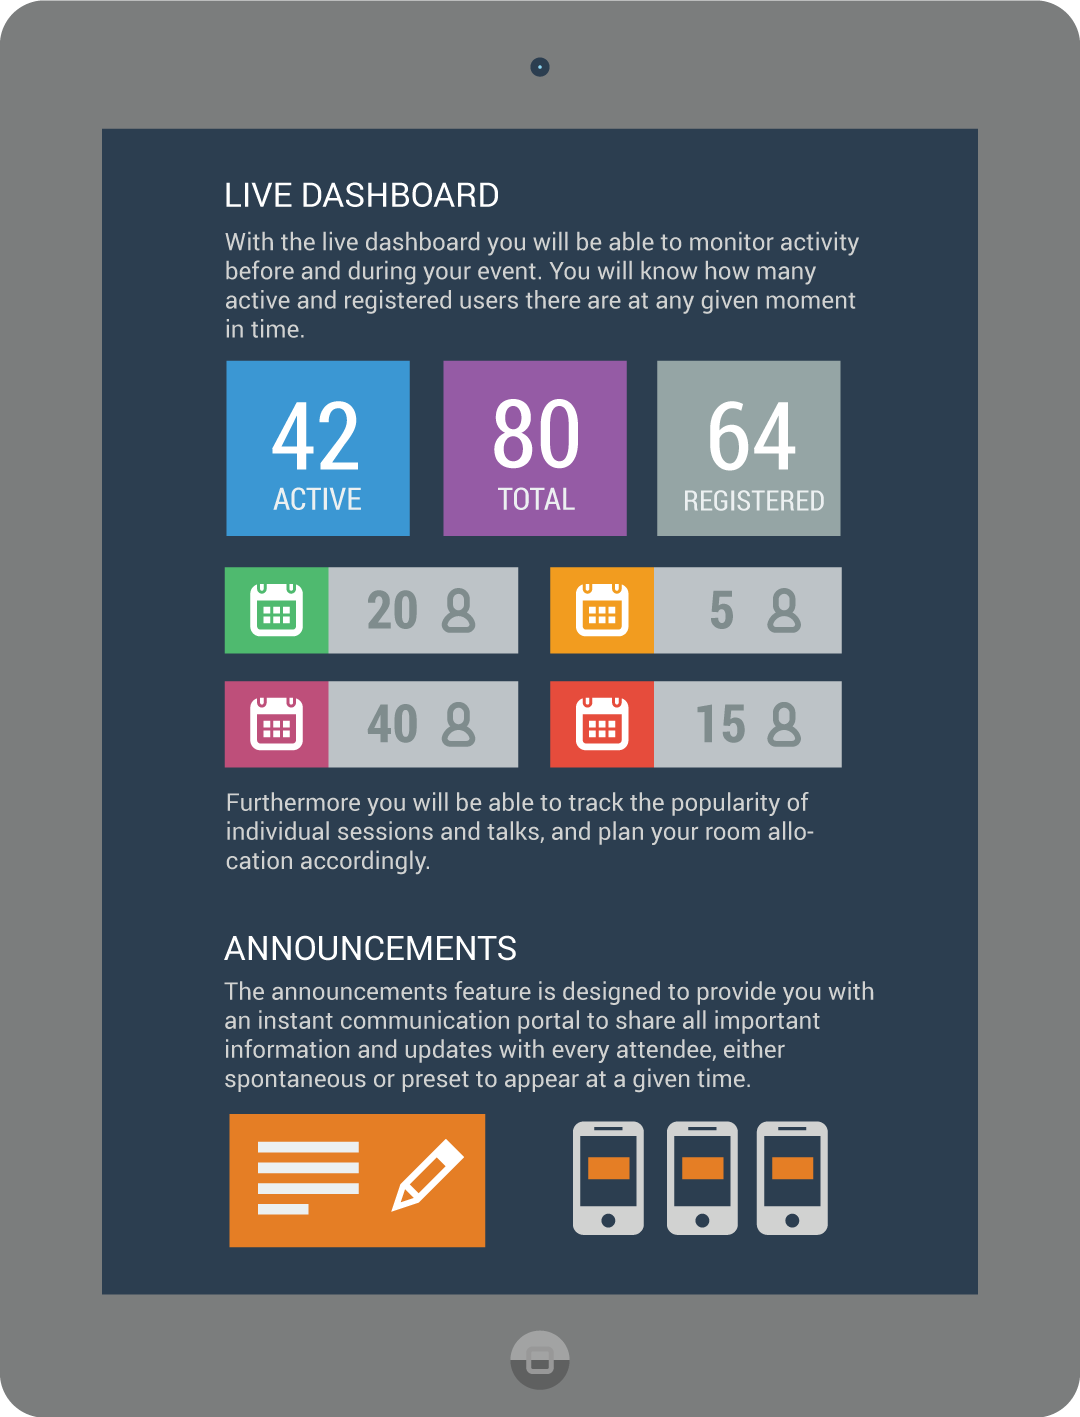 LIVE DASHBOARD
With the live dashboard you will be able to monitor activity
before and during your event. You will know how many
active and registered users there are at any given moment
in time.
42
ACTIVE
80
TOTAL
64
REGISTERED
20
5
40
15
Furthermore you will be able to track the popularity of
individual sessions and talks, and plan your room allo-
cation accordingly.
ANNOUNCEMENTS
The announcements feature is designed to provide you with
an instant communication portal to share all important
information and updates with every attendee, either
spontaneous or preset to appear at a given time.